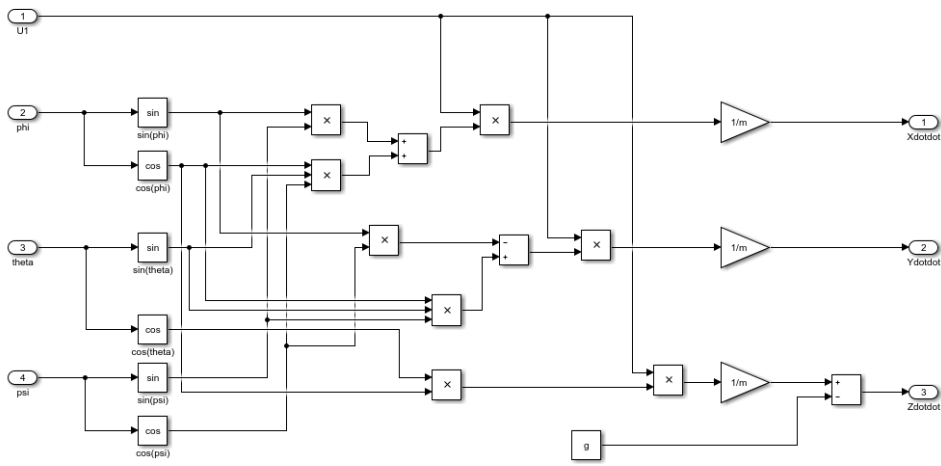 1
U1
2
phi
sin
sin(phi)
cos
cos(phi)
×
×
+
+
×
1/m
1
Xdotdot
3
theta
sin
sin(theta)
cos
cos(theta)
×
×
−
+
×
1/m
2
Ydotdot
4
psi
sin
sin(psi)
cos
cos(psi)
×
×
1/m
+
−
3
Zdotdot
g